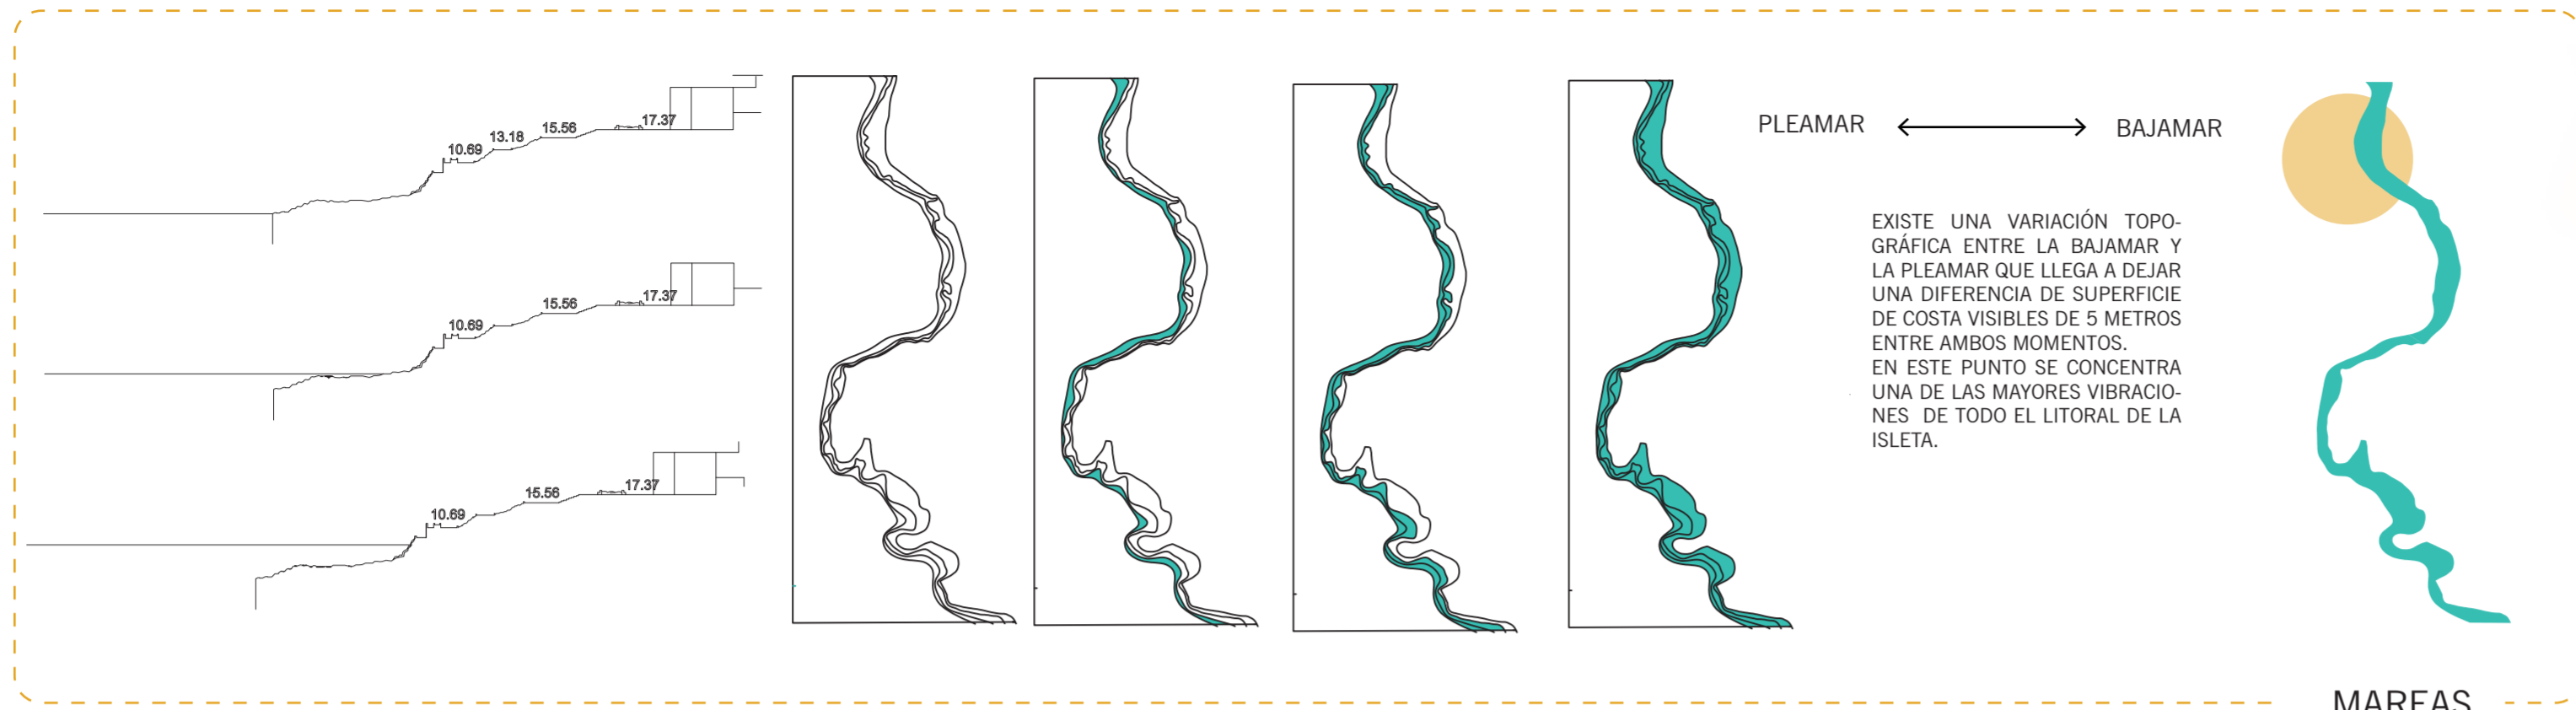 10.69
13.18
15.56
17.37
10.69
15.56
17.37
10.69
15.56
17.37
PLEAMAR
BAJAMAR
EXISTE UNA VARIACIÓN TOPO-
GRÁFICA ENTRE LA BAJAMAR Y
LA PLEAMAR QUE LLEGA A DEJAR
UNA DIFERENCIA DE SUPERFICIE
DE COSTA VISIBLES DE 5 METROS
ENTRE AMBOS MOMENTOS.
EN ESTE PUNTO SE CONCENTRA
UNA DE LAS MAYORES VIBRACIO-
NES DE TODO EL LITORAL DE LA
ISLETA.
MAREAS